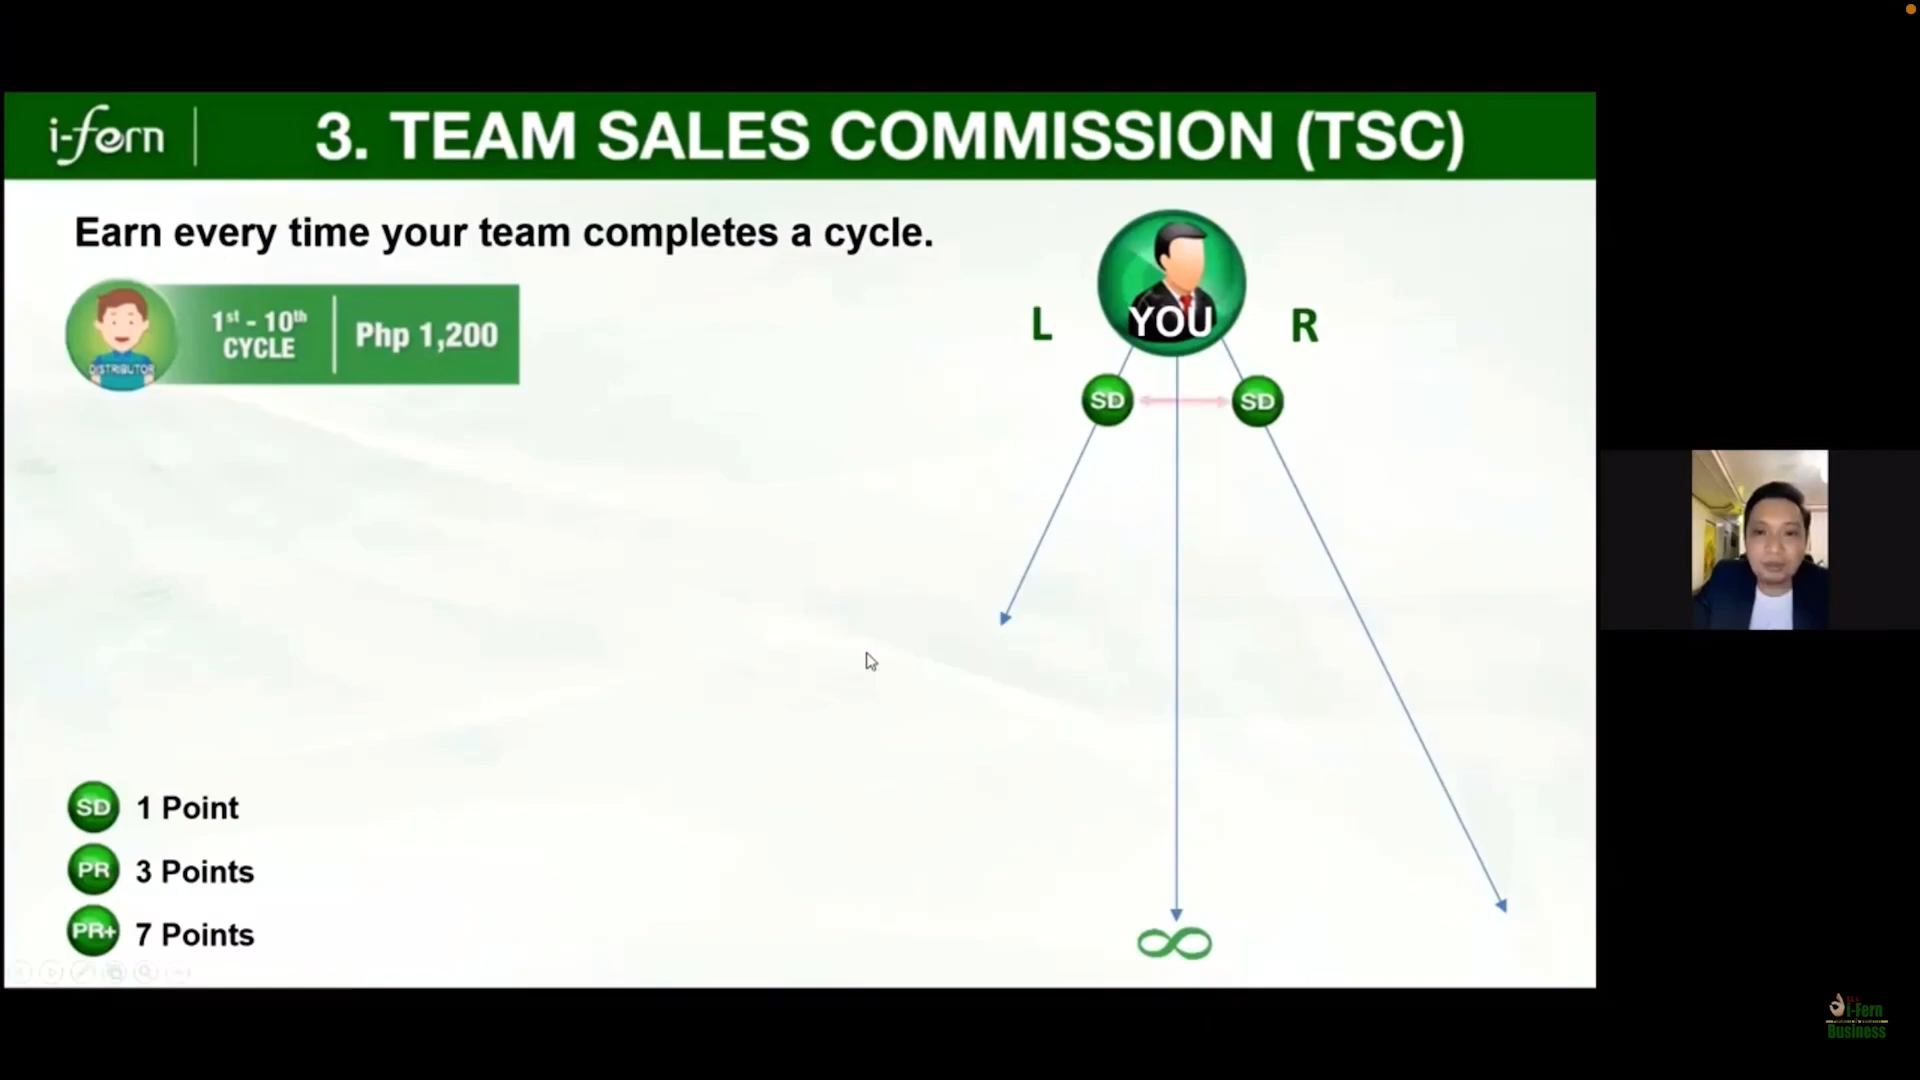 i-fern
3. TEAM SALES COMMISSION (TSC)
Earn every time your team completes a cycle.
DISTRIBUTOR
1st - 10th
CYCLE
Php 1,200
L
YOU
R
SD
SD
SD 1 Point
PR 3 Points
PR+ 7 Points
∞
i-Fern
Business